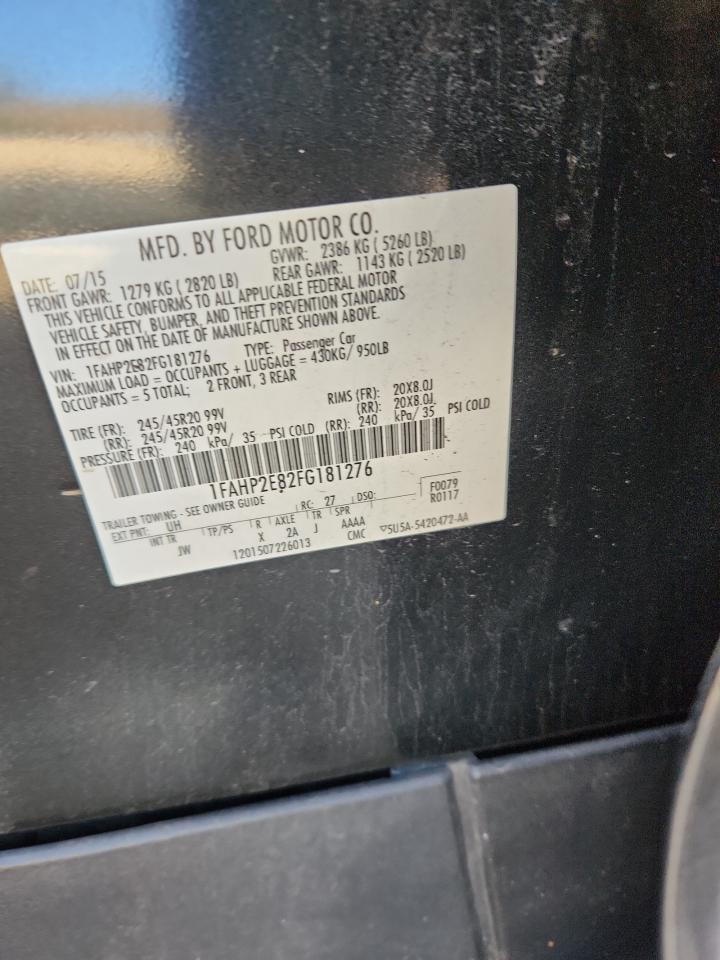 MFD. BY FORD MOTOR CO.
DATE: 07/15 GVWR: 2386 KG ( 5260 LB)
FRONT GAWR: 1279 KG ( 2820 LB) REAR GAWR: 1143 KG ( 2520 LB)
THIS VEHICLE CONFORMS TO ALL APPLICABLE FEDERAL MOTOR
VEHICLE SAFETY, BUMPER, AND THEFT PREVENTION STANDARDS
IN EFFECT ON THE DATE OF MANUFACTURE SHOWN ABOVE.
VIN: 1FAHP2E82FG181276 TYPE: Passenger Car
MAXIMUM LOAD = OCCUPANTS + LUGGAGE = 430KG/ 950LB
OCCUPANTS = 5 TOTAL; 2 FRONT, 3 REAR
TIRE (FR): 245/45R20 99V RIMS (FR): 20X8.0J
(RR): 245/45R20 99V (RR): 20X8.0J
PRESSURE (FR): 240 kPa/ 35 PSI COLD (RR): 240 kPa/ 35 PSI COLD
1FAHP2E82FG181276
TRAILER TOWING - SEE OWNER GUIDE
EXT PNT: UH RC: 27 DSO: F0079
R0117
INT TR TP/PS R AXLE TR SPR
JW X 2A J AAAA
1201507226013 CMC ▽5U5A-5420472-AA